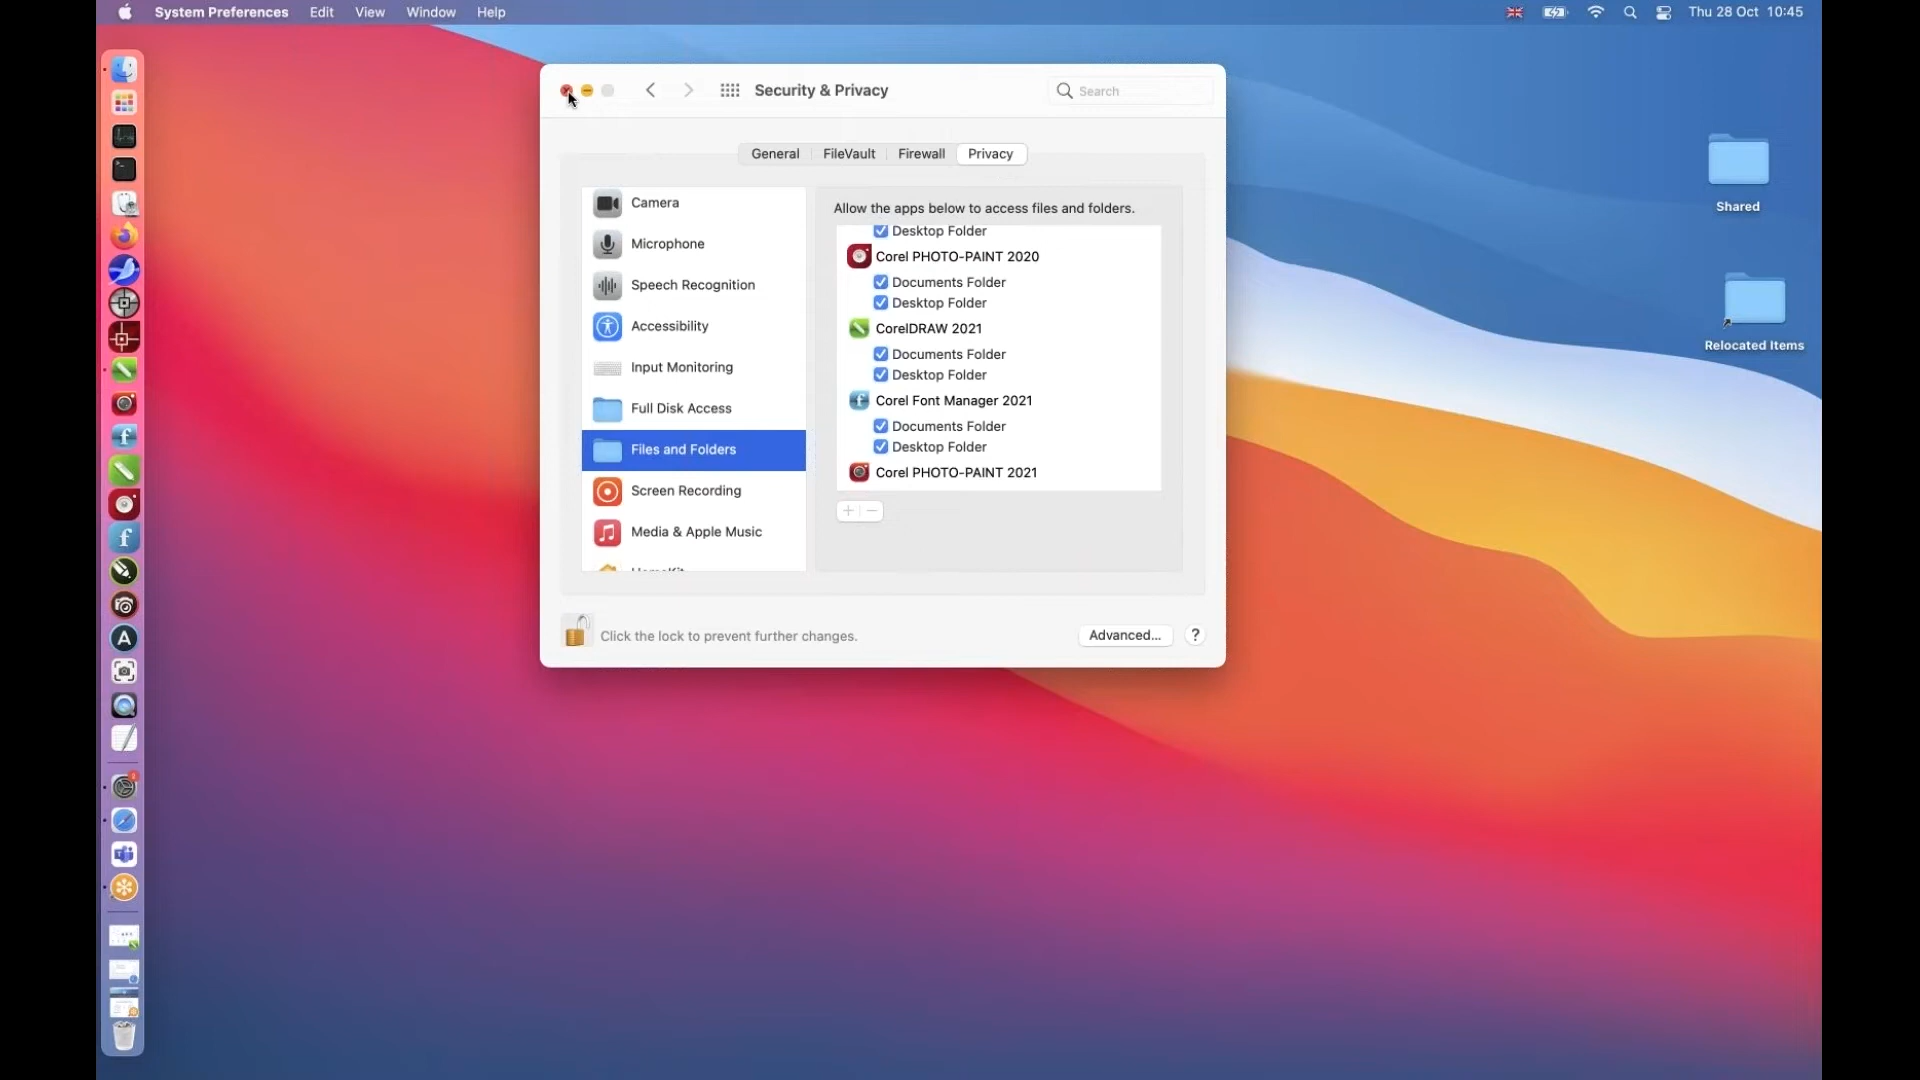 System Preferences Edit View Window Help
Thu 28 Oct 10:45
Security & Privacy
Search
General FileVault Firewall Privacy
Camera
Microphone
Speech Recognition
Accessibility
Input Monitoring
Full Disk Access
Files and Folders
Screen Recording
Media & Apple Music
HomeKit
Allow the apps below to access files and folders.
Desktop Folder
Corel PHOTO-PAINT 2020
Documents Folder
Desktop Folder
CorelDRAW 2021
Documents Folder
Desktop Folder
Corel Font Manager 2021
Documents Folder
Desktop Folder
Corel PHOTO-PAINT 2021
Click the lock to prevent further changes.
Advanced... ?
Shared
Relocated Items